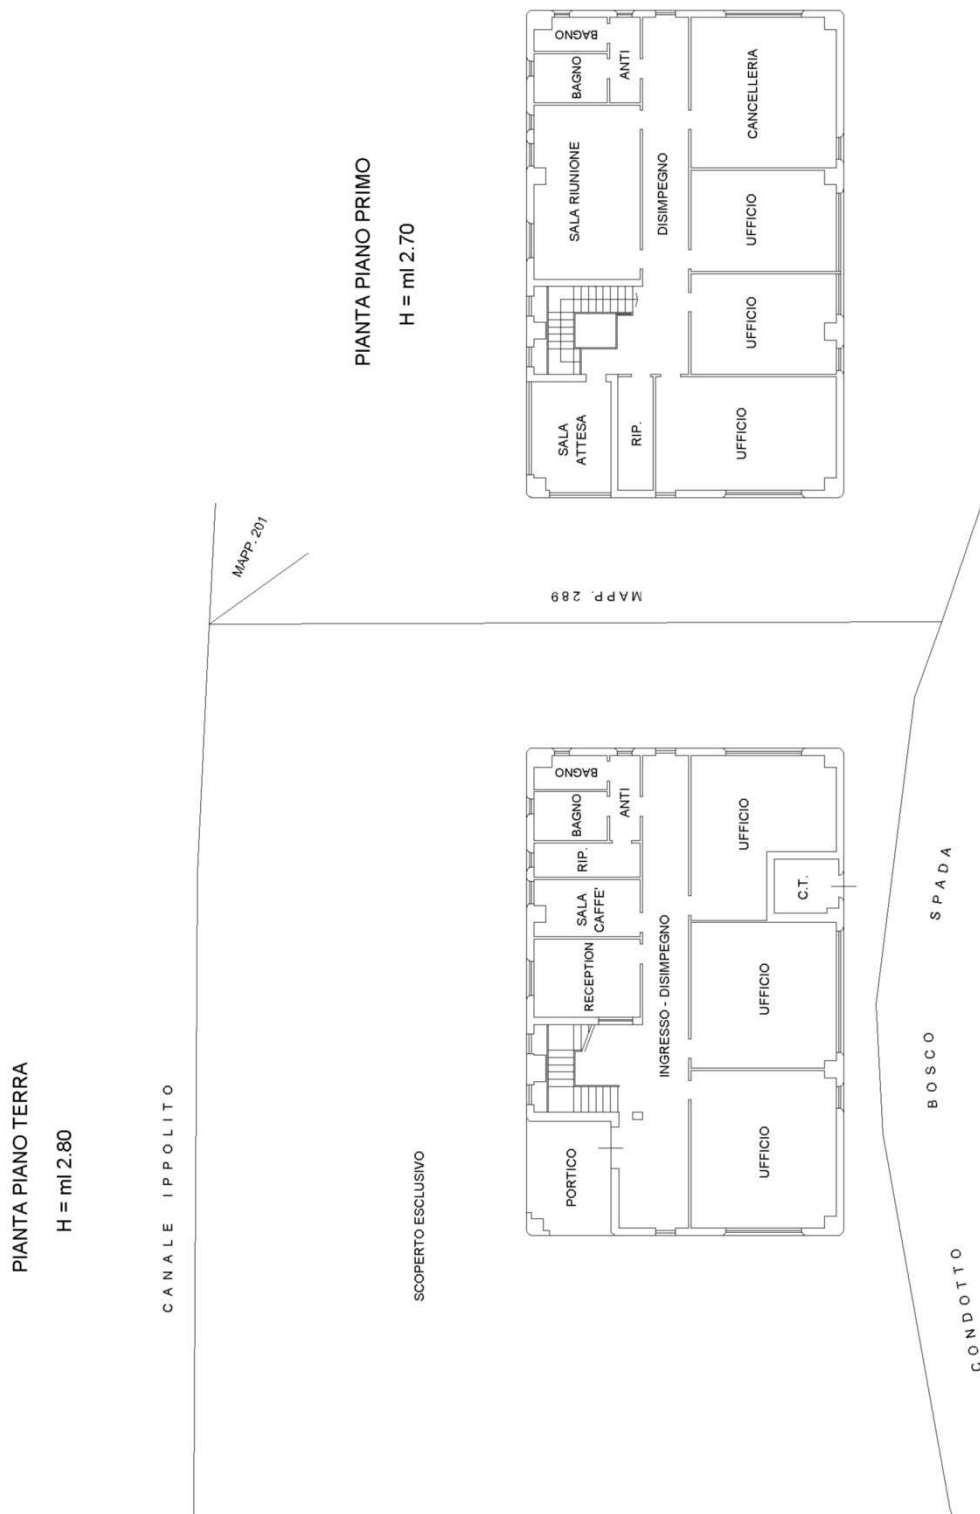 PIANTA PIANO TERRA
H = ml 2.80
CANALE IPPOLITO
SCOPERTO ESCLUSIVO
PORTICO
RECEPTION
SALA
CAFFE'
RIP.
BAGNO
BAGNO
ANTI
INGRESSO - DISIMPEGNO
UFFICIO
UFFICIO
UFFICIO
C.T.
CONDOTTO BOSCO SPADA
MAPP. 201
MAPP. 289
PIANTA PIANO PRIMO
H = ml 2.70
SALA
ATTESA
RIP.
SALA RIUNIONE
BAGNO
BAGNO
ANTI
DISIMPEGNO
UFFICIO
UFFICIO
UFFICIO
CANCELLERIA